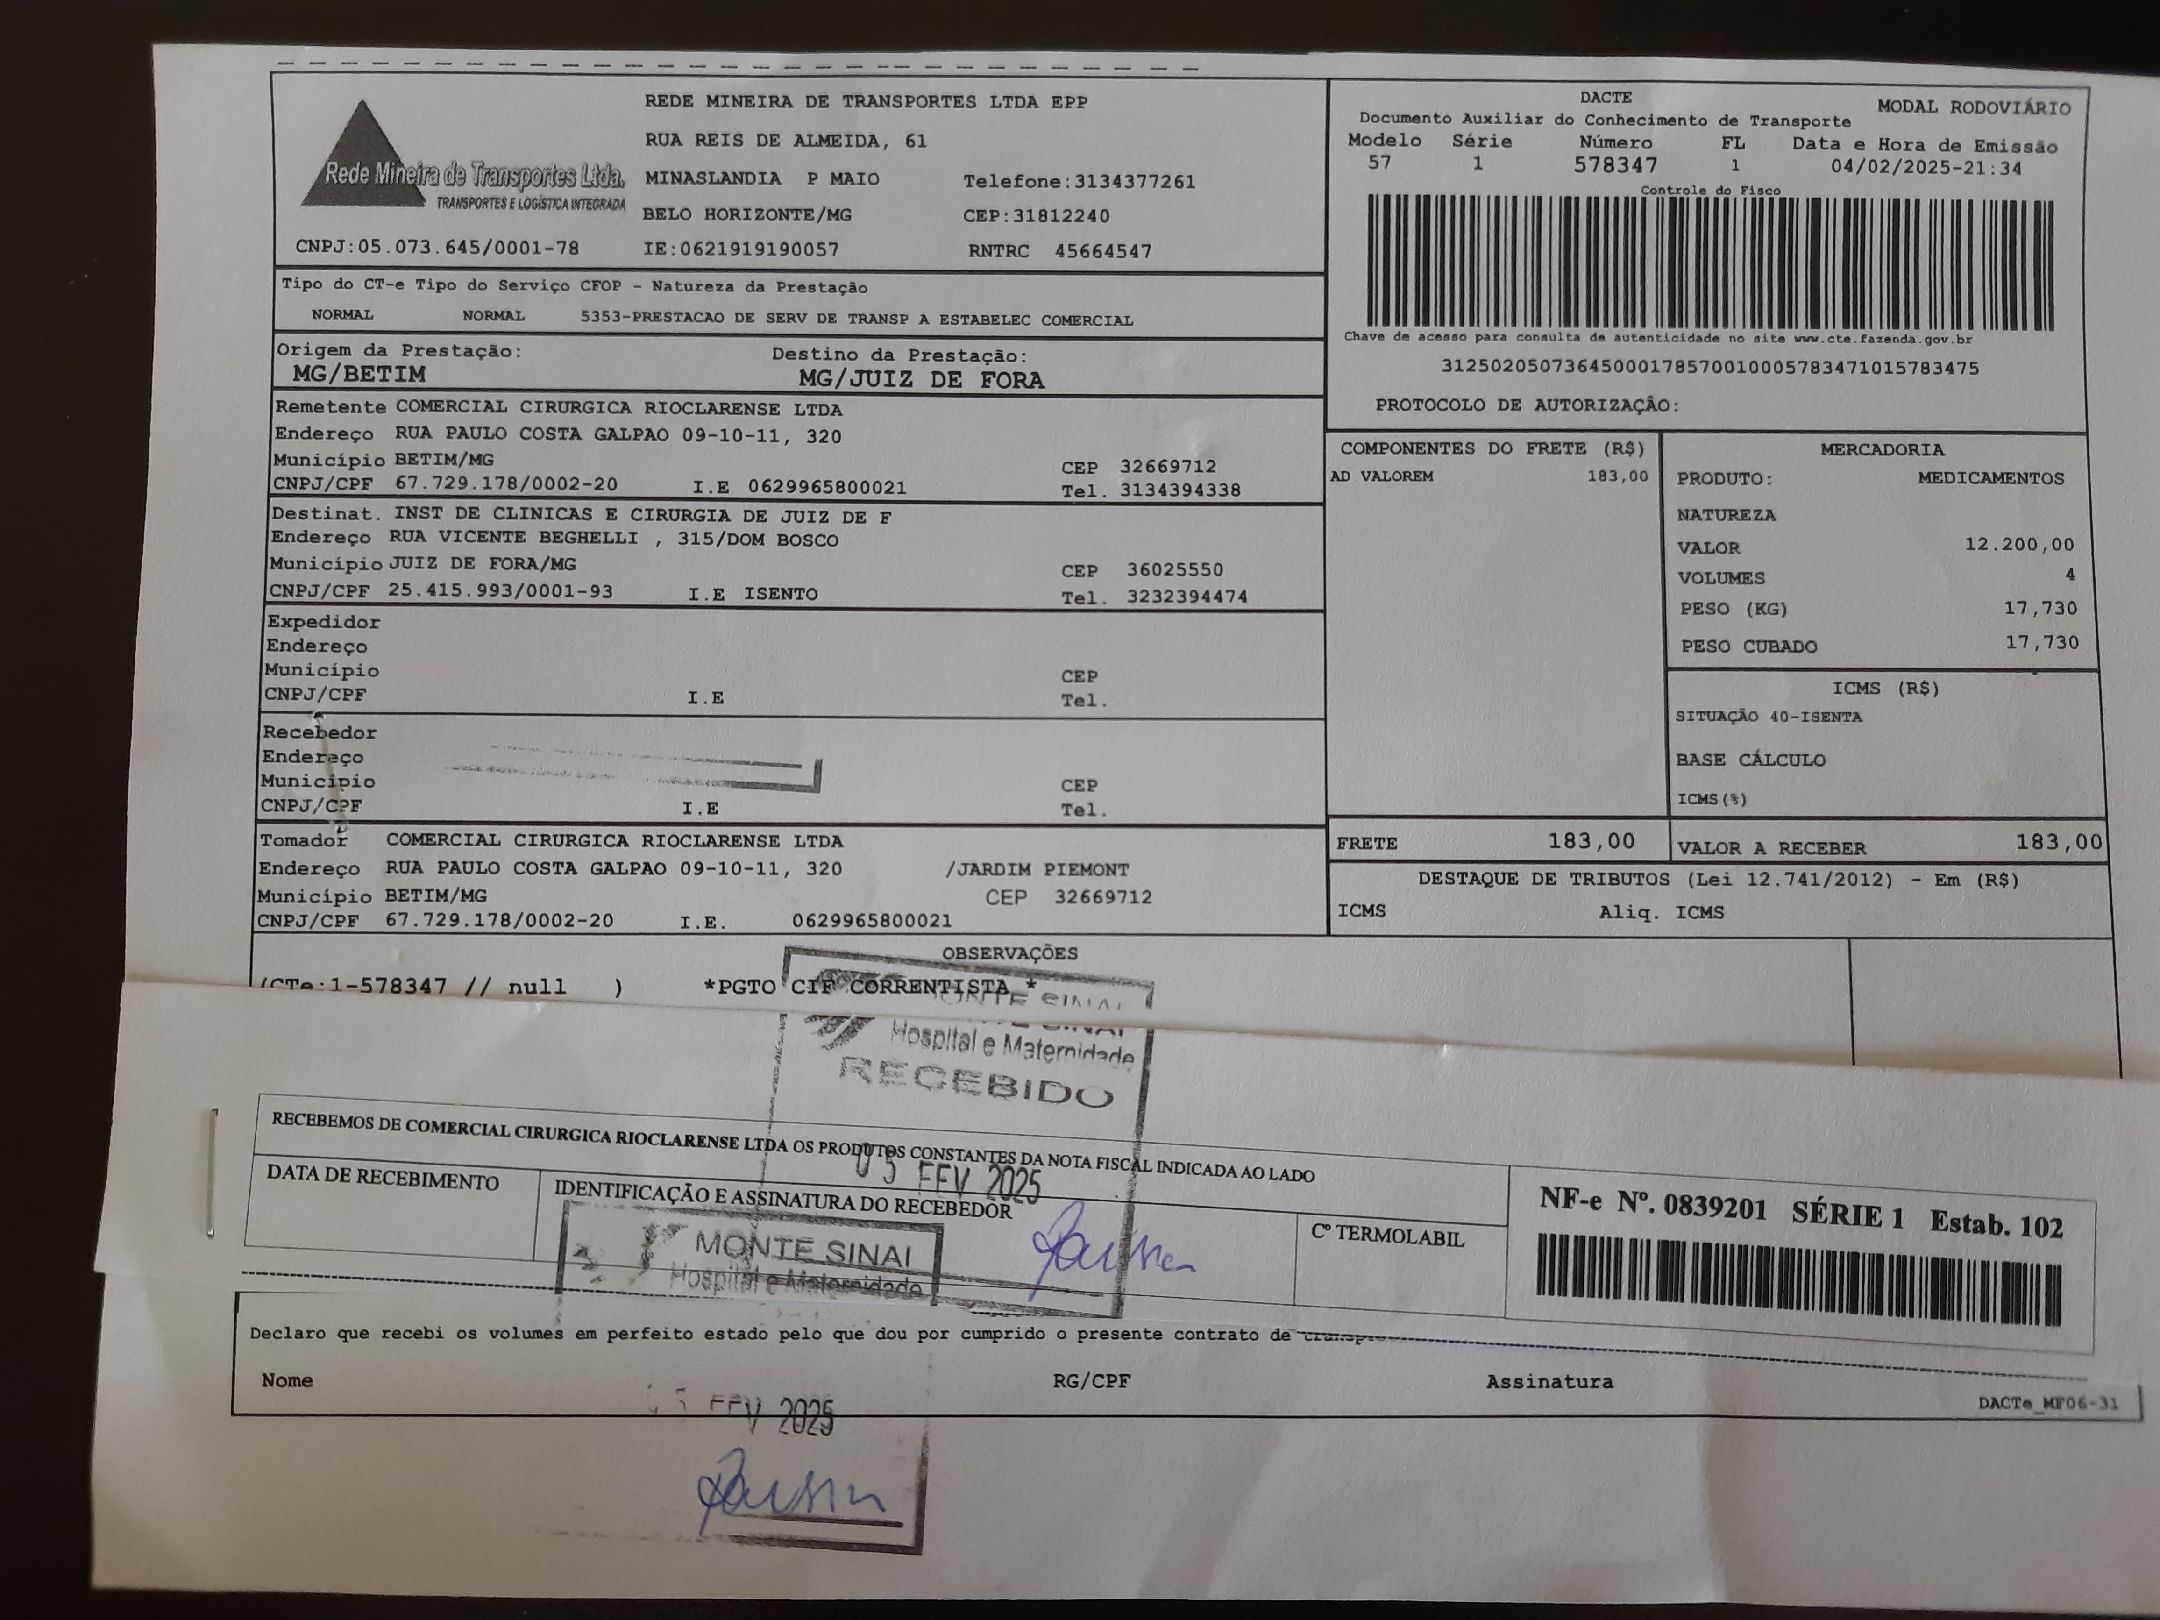 REDE MINEIRA DE TRANSPORTES LTDA EPP
RUA REIS DE ALMEIDA, 61
Rede Mineira de Transportes Ltda.
TRANSPORTES E LOGÍSTICA INTEGRADA
MINASLANDIA P MAIO Telefone:3134377261
BELO HORIZONTE/MG CEP:31812240
CNPJ:05.073.645/0001-78 IE:0621919190057 RNTRC 45664547
DACTE MODAL RODOVIÁRIO
Documento Auxiliar do Conhecimento de Transporte
Modelo Série Número FL Data e Hora de Emissão
57 1 578347 1 04/02/2025-21:34
Controle do Fisco
Chave de acesso para consulta de autenticidade no site www.cte.fazenda.gov.br
31250205073645000178570010005783471015783475
PROTOCOLO DE AUTORIZAÇÃO:
Tipo do CT-e Tipo do Serviço CFOP - Natureza da Prestação
NORMAL NORMAL 5353-PRESTACAO DE SERV DE TRANSP A ESTABELEC COMERCIAL
Origem da Prestação: Destino da Prestação:
MG/BETIM MG/JUIZ DE FORA
Remetente COMERCIAL CIRURGICA RIOCLARENSE LTDA
Endereço RUA PAULO COSTA GALPAO 09-10-11, 320
Município BETIM/MG CEP 32669712
CNPJ/CPF 67.729.178/0002-20 I.E 0629965800021 Tel. 3134394338
Destinat. INST DE CLINICAS E CIRURGIA DE JUIZ DE F
Endereço RUA VICENTE BEGHELLI , 315/DOM BOSCO
Município JUIZ DE FORA/MG CEP 36025550
CNPJ/CPF 25.415.993/0001-93 I.E ISENTO Tel. 3232394474
Expedidor
Endereço
Município CEP
CNPJ/CPF I.E Tel.
Recebedor
Endereço
Município CEP
CNPJ/CPF I.E Tel.
Tomador COMERCIAL CIRURGICA RIOCLARENSE LTDA
Endereço RUA PAULO COSTA GALPAO 09-10-11, 320 /JARDIM PIEMONT
Município BETIM/MG CEP 32669712
CNPJ/CPF 67.729.178/0002-20 I.E. 0629965800021
COMPONENTES DO FRETE (R$)
AD VALOREM 183,00
MERCADORIA
PRODUTO: MEDICAMENTOS
NATUREZA
VALOR 12.200,00
VOLUMES 4
PESO (KG) 17,730
PESO CUBADO 17,730
ICMS (R$)
SITUAÇÃO 40-ISENTA
BASE CÁLCULO
ICMS(%)
FRETE 183,00 VALOR A RECEBER 183,00
DESTAQUE DE TRIBUTOS (Lei 12.741/2012) - Em (R$)
ICMS Aliq. ICMS
OBSERVAÇÕES
(CTe:1-578347 // null ) *PGTO CIF CORRENTISTA *
MONTE SINAI
Hospital e Maternidade
RECEBIDO
RECEBEMOS DE COMERCIAL CIRURGICA RIOCLARENSE LTDA OS PRODUTOS CONSTANTES DA NOTA FISCAL INDICADA AO LADO
05 FEV 2025
DATA DE RECEBIMENTO IDENTIFICAÇÃO E ASSINATURA DO RECEBEDOR
Cº TERMOLABIL
NF-e Nº. 0839201 SÉRIE 1 Estab. 102
MONTE SINAI
Hospital e Maternidade
Declaro que recebi os volumes em perfeito estado pelo que dou por cumprido o presente contrato de
Nome RG/CPF Assinatura
DACTe_MF06-31
5 FEV 2025